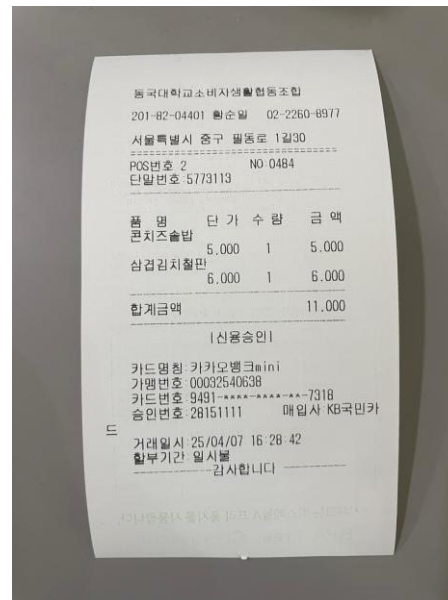 동국대학교소비자생활협동조합
201-82-04401 황순일 02-2260-8977
서울특별시 중구 필동로 1길30
POS번호 2 NO 0484
단말번호:5773113
품 명 단 가 수 량 금 액
콘치즈솥밥
5,000 1 5,000
삼겹김치철판
6,000 1 6,000
합계금액 11,000
|신용승인|
카드명칭:카카오뱅크mini
가맹번호:00032540638
카드번호:9491-****-****-**-7318
승인번호:28151111 매입사:KB국민카
드
거래일시:25/04/07 16:28:42
할부기간:일시불
감사합니다